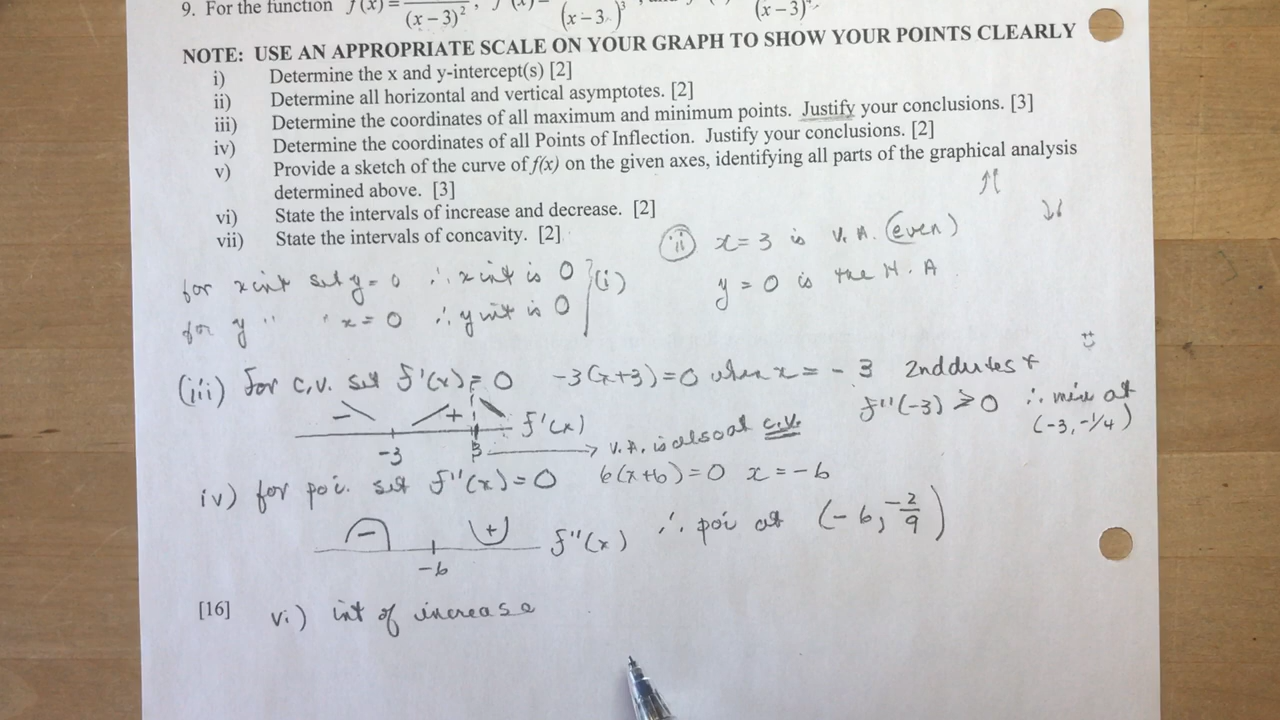 9. For the function f(x)= (x−3)², f'(x)= (x−3)³, (x−3)⁴
NOTE: USE AN APPROPRIATE SCALE ON YOUR GRAPH TO SHOW YOUR POINTS CLEARLY
i) Determine the x and y-intercept(s) [2]
ii) Determine all horizontal and vertical asymptotes. [2]
iii) Determine the coordinates of all maximum and minimum points. Justify your conclusions. [3]
iv) Determine the coordinates of all Points of Inflection. Justify your conclusions. [2]
v) Provide a sketch of the curve of f(x) on the given axes, identifying all parts of the graphical analysis
determined above. [3]
vi) State the intervals of increase and decrease. [2]
vii) State the intervals of concavity. [2]
(ii) x=3 is V.A. (even)
for x int set y=0 ∴ x int is 0 } (i)
y=0 is the H.A
for y " " x=0 ∴ y int is 0
(iii) for c.v. set f'(x)=0 -3(x+3)=0 when x=-3 2nd
f''(-3) > 0 ∴ min at
(-3,-1/4)
− + f'(x)
-3 3 → V.A. is also at c.v.
iv) for poi. set f''(x)=0 6(x+6)=0 x=-6
− + f''(x) ∴ poi at (-6, -2/9)
-6
[16] vi.) int of increase